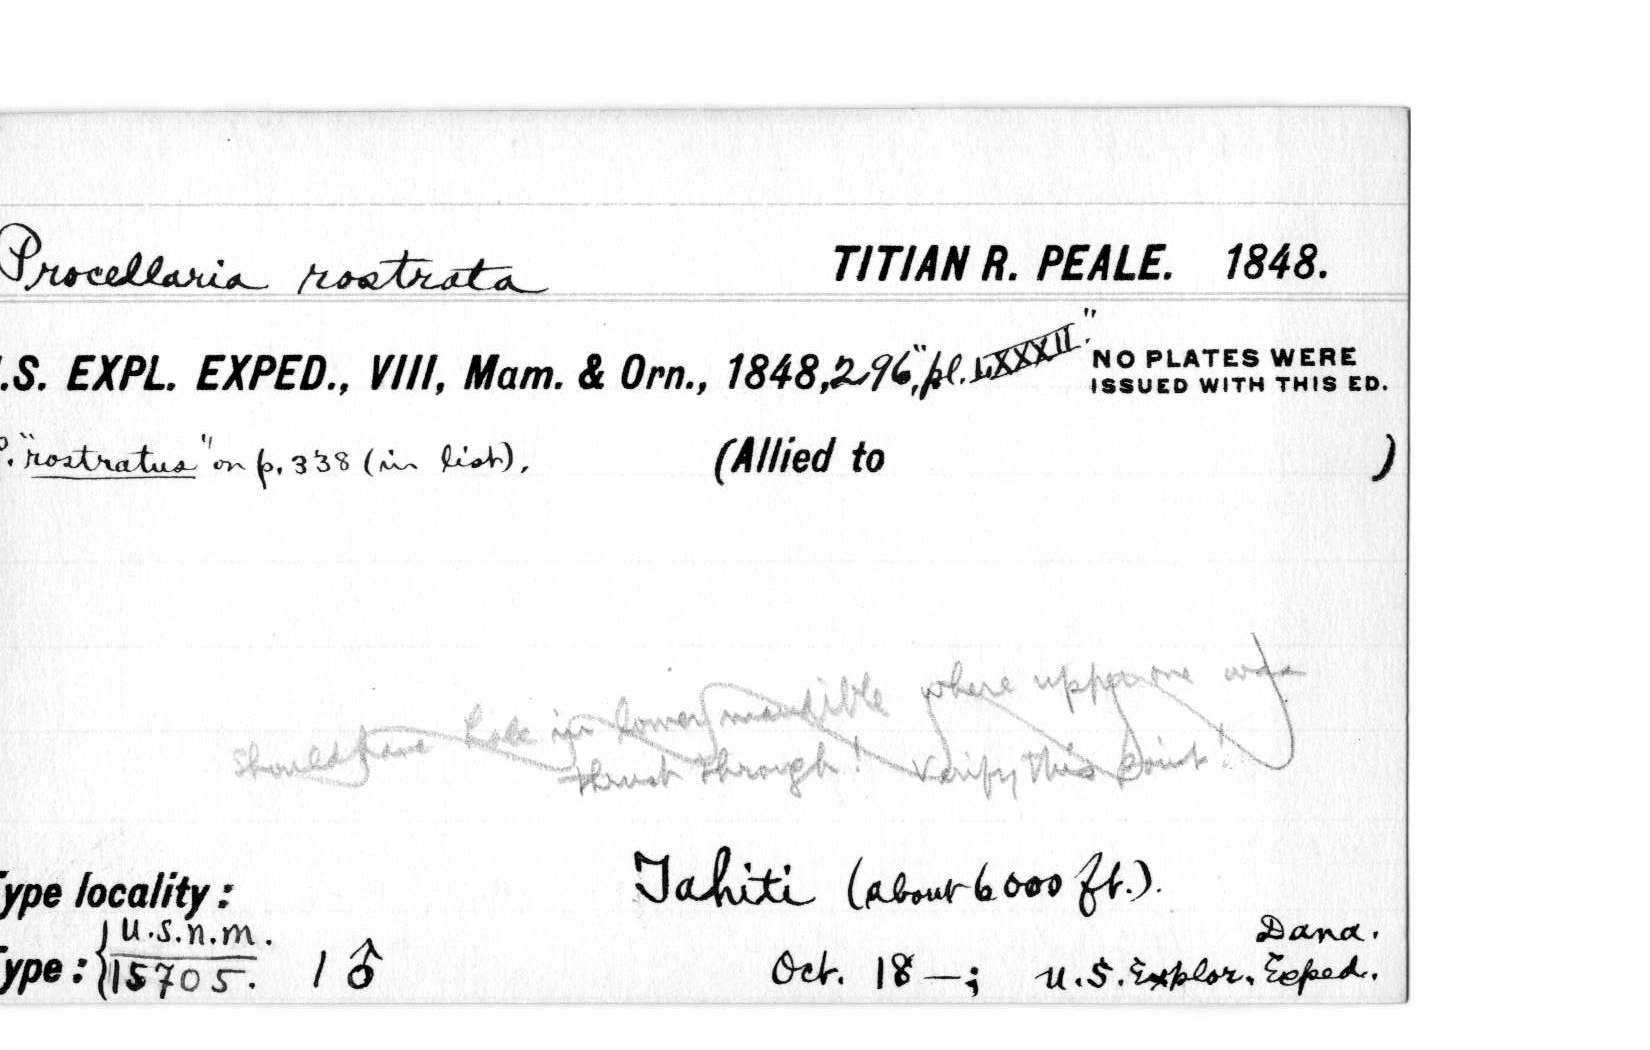 Procellaria rostrata TITIAN R. PEALE. 1848.
.S. EXPL. EXPED., VIII, Mam. & Orn., 1848, 296, "pl. LXXXII." NO PLATES WERE
ISSUED WITH THIS ED.
P. "rostratus" on p. 338 (in list). (Allied to )
Should have hole in lower mandible where upper one was
thrust through! Verify this point!
ype locality: Tahiti (about 6000 ft.).
U.S.N.M. Dana.
ype: 15705. 1 ♂ Oct. 18—; U.S. Explor. Exped.